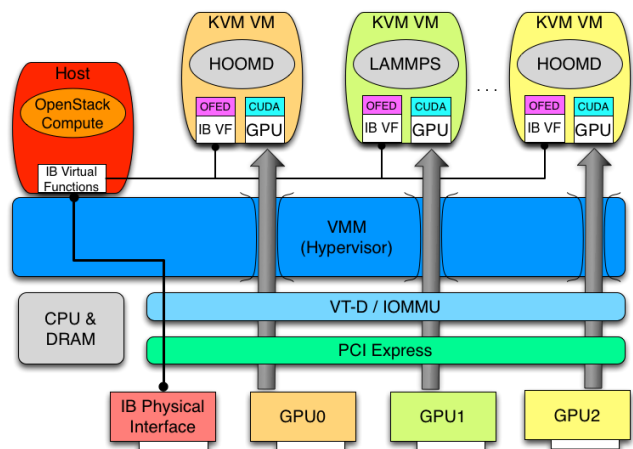 KVM VM
KVM VM
KVM VM
Host
HOOMD
LAMMPS
HOOMD
OpenStack
Compute
...
OFED
CUDA
OFED
CUDA
OFED
CUDA
IB VF
GPU
IB VF
GPU
IB VF
GPU
IB Virtual
Functions
VMM
(Hypervisor)
CPU &
DRAM
VT-D / IOMMU
PCI Express
IB Physical
Interface
GPU0
GPU1
GPU2